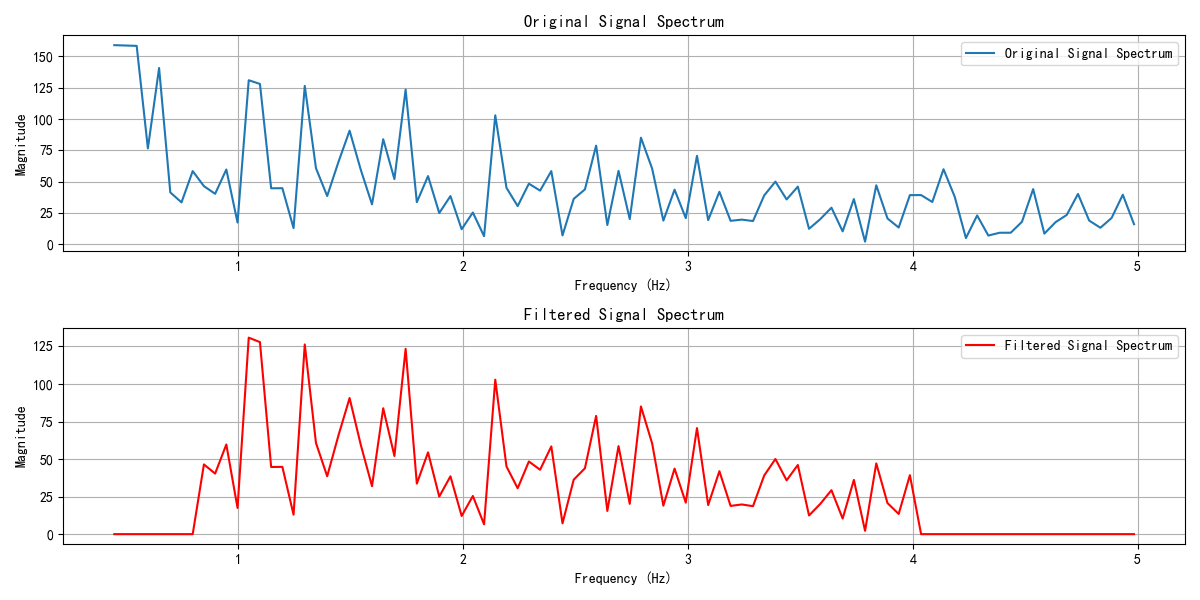 Original Signal Spectrum
Original Signal Spectrum
Magnitude
150
125
100
75
50
25
0
1 2 3 4 5
Frequency (Hz)
Filtered Signal Spectrum
Filtered Signal Spectrum
Magnitude
125
100
75
50
25
0
1 2 3 4 5
Frequency (Hz)